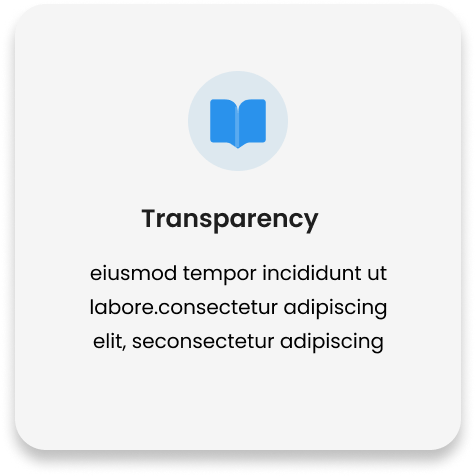 Transparency
eiusmod tempor incididunt ut
labore.consectetur adipiscing
elit, seconsectetur adipiscing